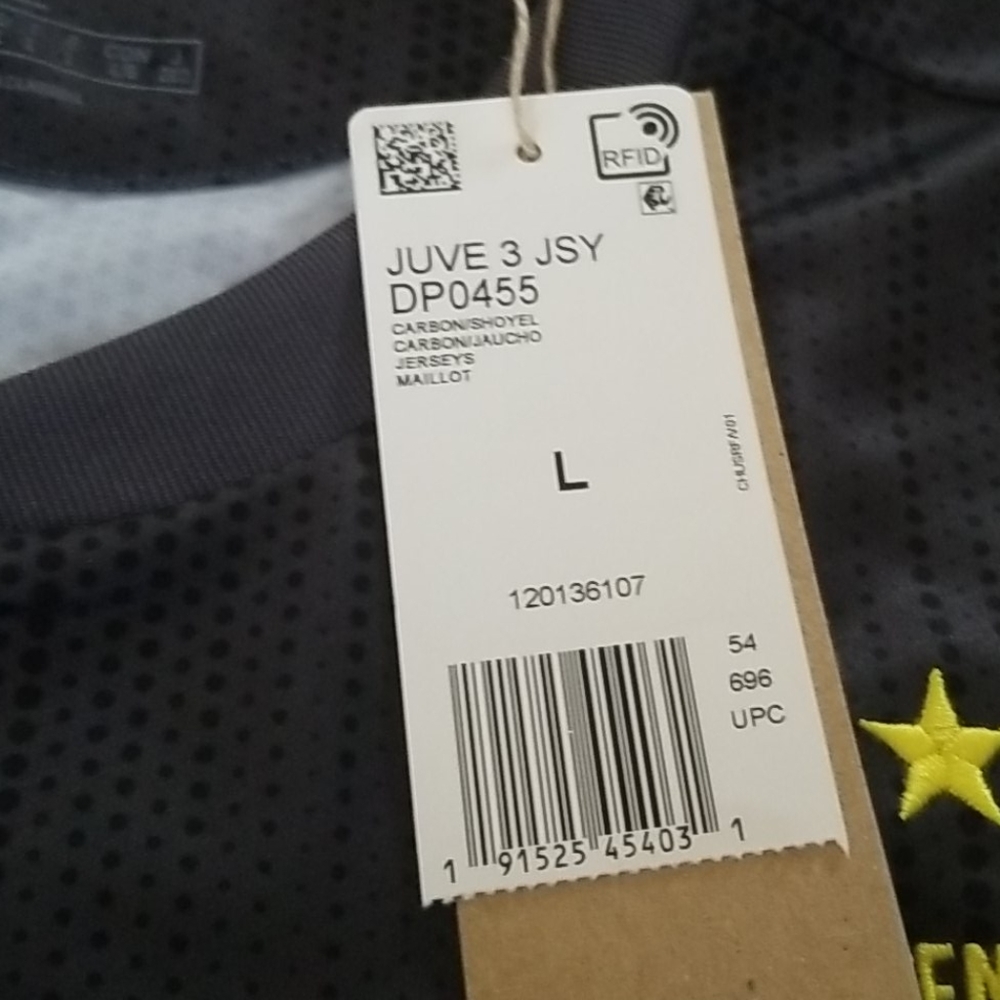 RFID
JUVE 3 JSY
DP0455
CARBON/SHOYEL
CARBON/JAUCHO
JERSEYS
MAILLOT
L
120136107
54
696
UPC
1 91525 45403 1